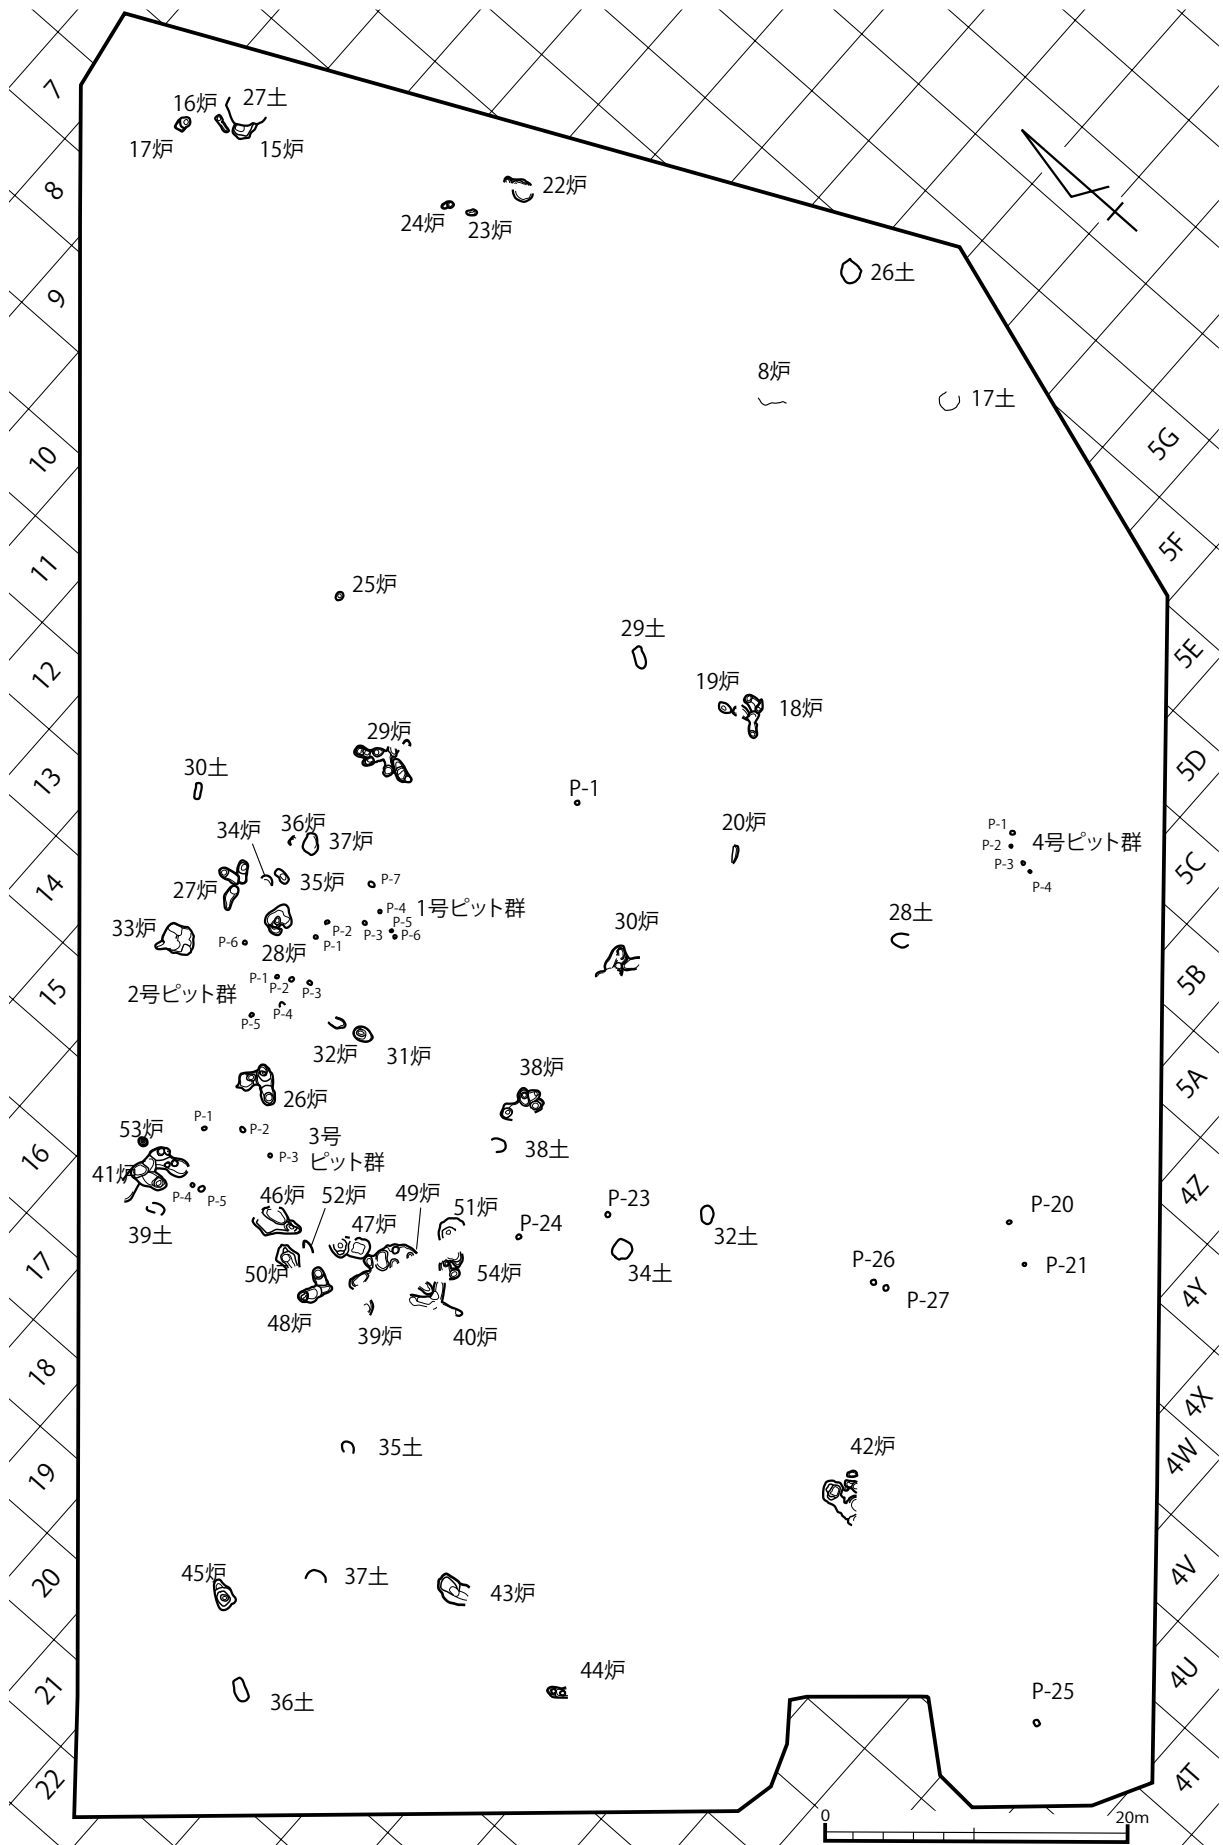 7
16炉
27土
17炉
15炉
8
22炉
24炉
23炉
26土
9
8炉
17土
5G
10
5F
11
25炉
29土
5E
12
19炉
18炉
29炉
5D
30土
13
P-1
36炉
34炉
37炉
20炉
P-1
4号ピット群
P-2
P-3
P-4
5C
14
27炉
35炉
P-7
P-4
1号ピット群
P-5
P-2
P-3
P-6
P-1
33炉
P-6
28炉
30炉
28土
5B
15
P-1
P-2
P-3
2号ピット群
P-4
P-5
32炉
31炉
38炉
5A
26炉
53炉
P-1
P-2
3号
ピット群
P-3
38土
16
41炉
P-4
P-5
4Z
46炉
52炉
49炉
51炉
P-23
P-24
P-20
39土
47炉
32土
17
50炉
54炉
34土
P-26
P-21
P-27
4Y
48炉
39炉
40炉
18
4X
35土
42炉
4W
19
45炉
37土
43炉
4V
20
44炉
4U
21
36土
P-25
22
4T
0
20m